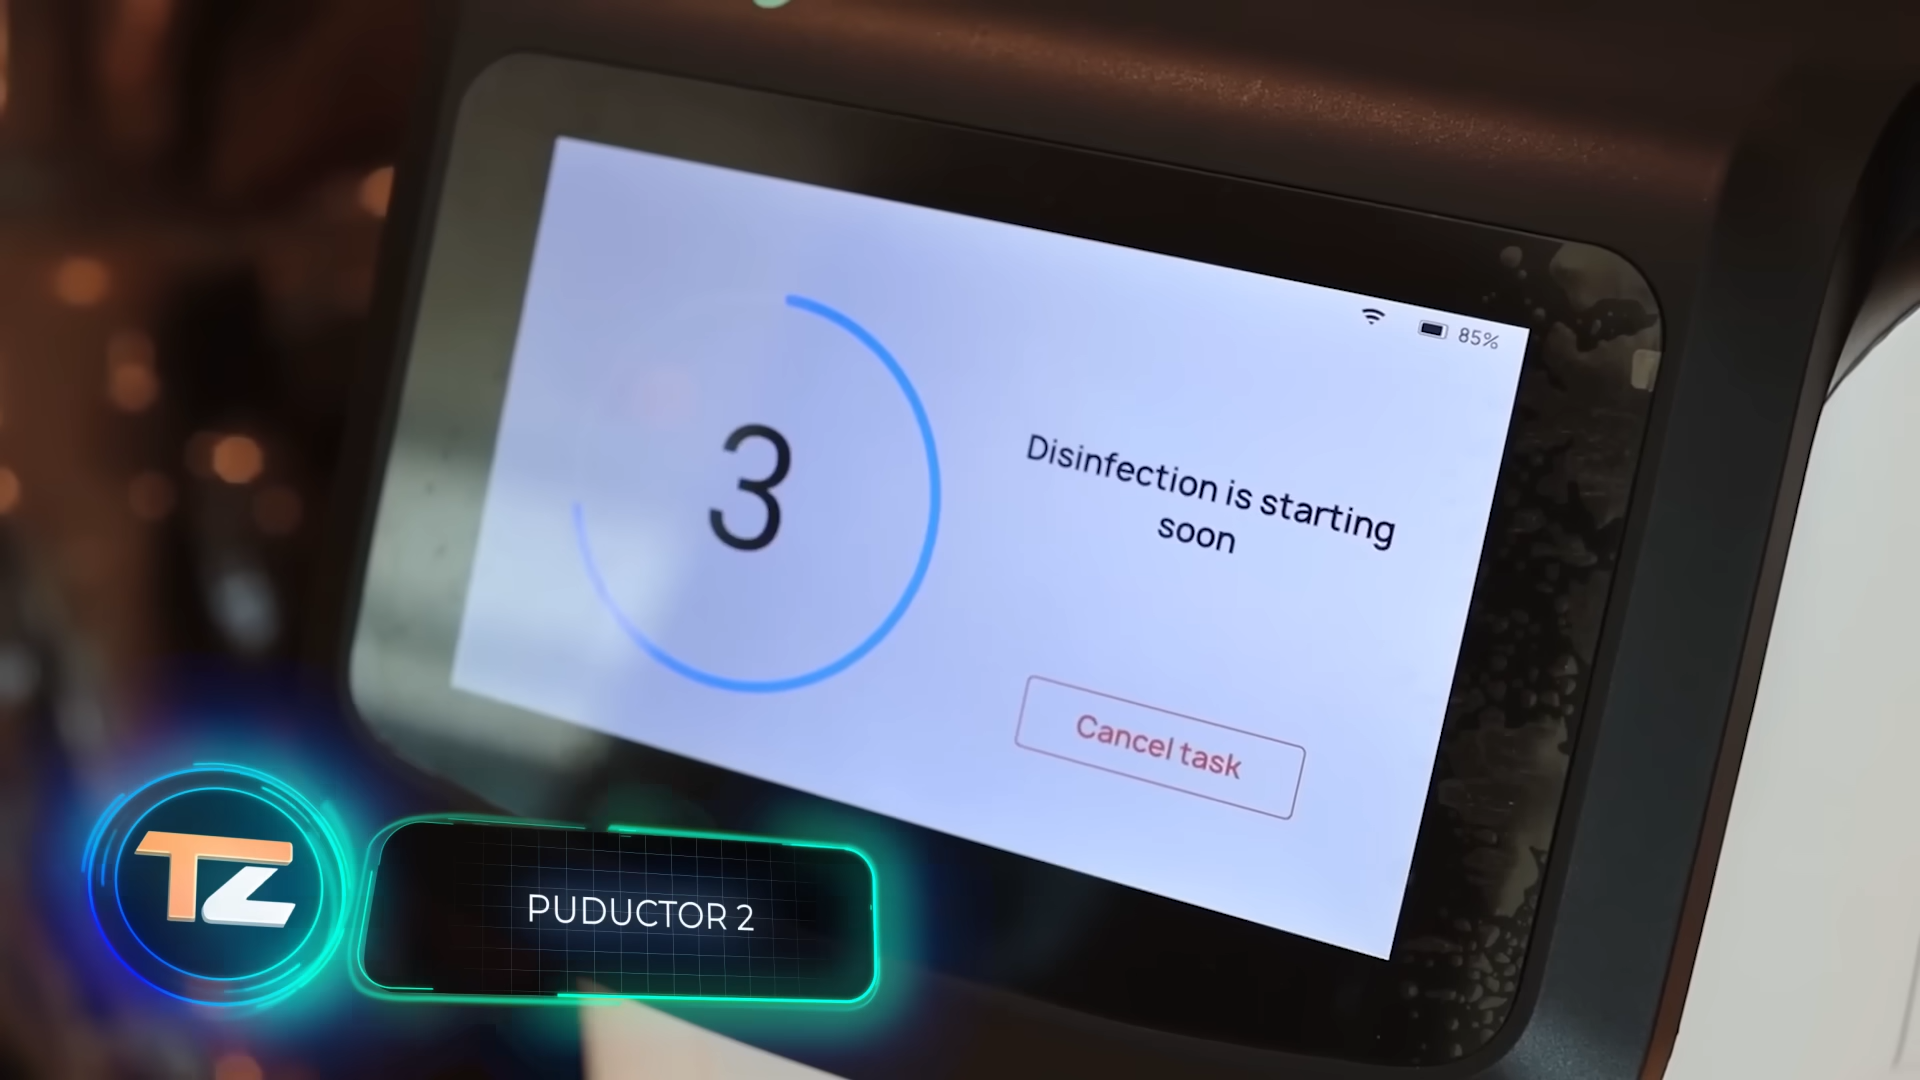 85%
3
Disinfection is starting
soon
Cancel task
TZ
PUDUCTOR 2